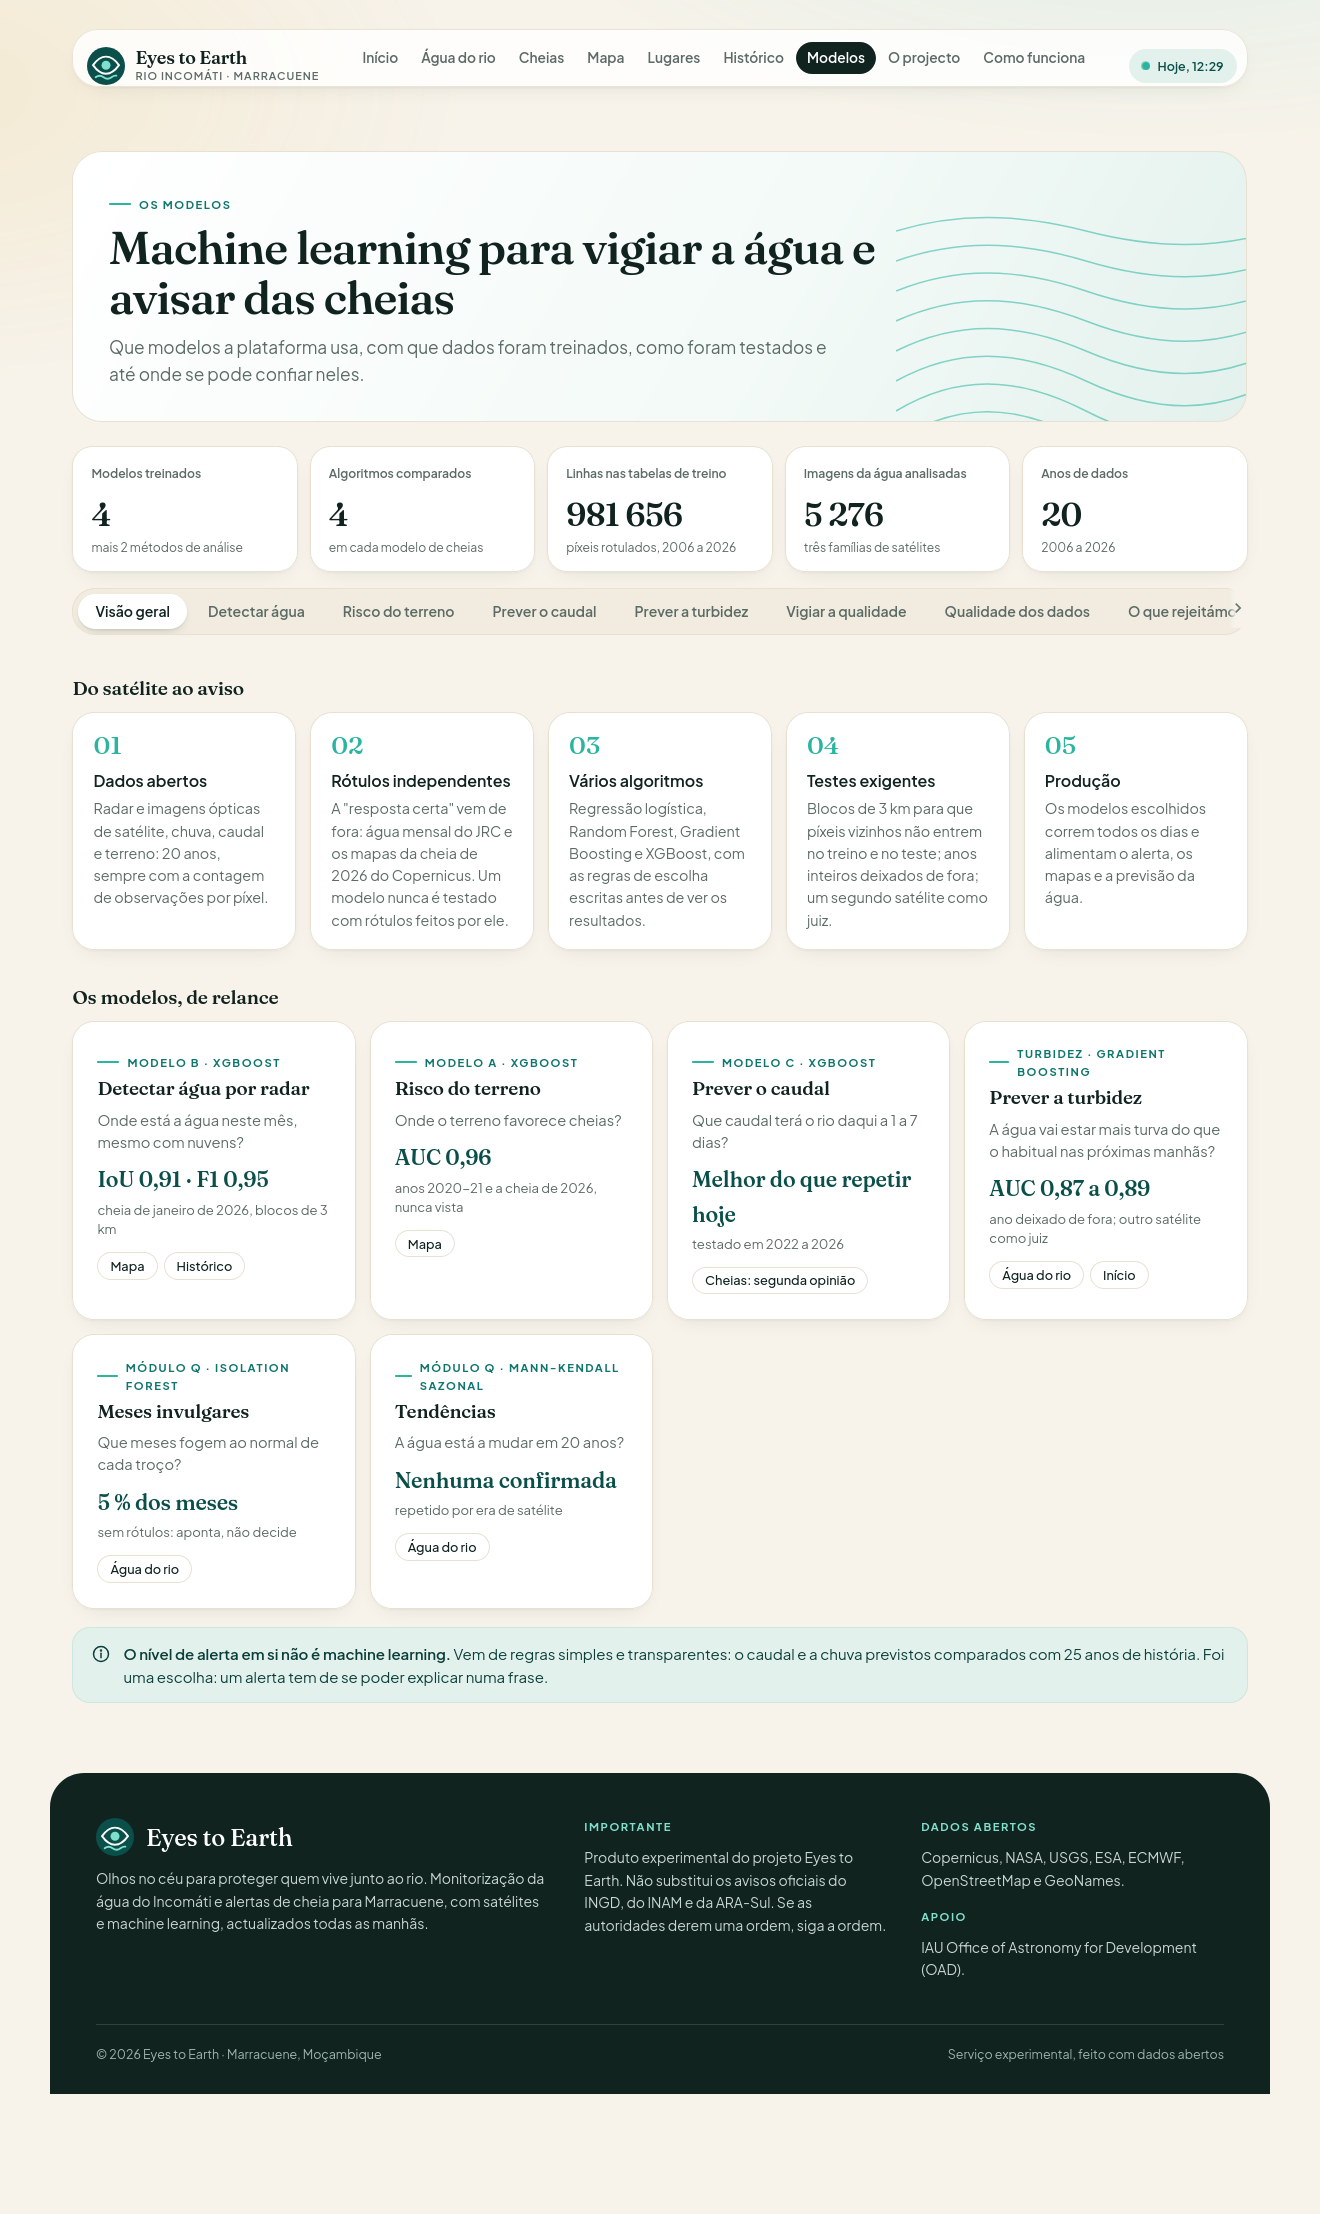 Eyes to Earth
RIO INCOMÁTI · MARRACUENE
Início
Água do rio
Cheias
Mapa
Lugares
Histórico
Modelos
O projecto
Como funciona
Hoje, 12:29
OS MODELOS
Machine learning para vigiar a água e
avisar das cheias
Que modelos a plataforma usa, com que dados foram treinados, como foram testados e
até onde se pode confiar neles.
Modelos treinados
4
mais 2 métodos de análise
Algoritmos comparados
4
em cada modelo de cheias
Linhas nas tabelas de treino
981 656
píxeis rotulados, 2006 a 2026
Imagens da água analisadas
5 276
três famílias de satélites
Anos de dados
20
2006 a 2026
Visão geral
Detectar água
Risco do terreno
Prever o caudal
Prever a turbidez
Vigiar a qualidade
Qualidade dos dados
O que rejeitámo
Do satélite ao aviso
01
Dados abertos
Radar e imagens ópticas
de satélite, chuva, caudal
e terreno: 20 anos,
sempre com a contagem
de observações por píxel.
02
Rótulos independentes
A "resposta certa" vem de
fora: água mensal do JRC e
os mapas da cheia de
2026 do Copernicus. Um
modelo nunca é testado
com rótulos feitos por ele.
03
Vários algoritmos
Regressão logística,
Random Forest, Gradient
Boosting e XGBoost, com
as regras de escolha
escritas antes de ver os
resultados.
04
Testes exigentes
Blocos de 3 km para que
píxeis vizinhos não entrem
no treino e no teste; anos
inteiros deixados de fora;
um segundo satélite como
juiz.
05
Produção
Os modelos escolhidos
correm todos os dias e
alimentam o alerta, os
mapas e a previsão da
água.
Os modelos, de relance
MODELO B · XGBOOST
Detectar água por radar
Onde está a água neste mês,
mesmo com nuvens?
IoU 0,91 · F1 0,95
cheia de janeiro de 2026, blocos de 3
km
Mapa
Histórico
MODELO A · XGBOOST
Risco do terreno
Onde o terreno favorece cheias?
AUC 0,96
anos 2020–21 e a cheia de 2026,
nunca vista
Mapa
MODELO C · XGBOOST
Prever o caudal
Que caudal terá o rio daqui a 1 a 7
dias?
Melhor do que repetir
hoje
testado em 2022 a 2026
Cheias: segunda opinião
TURBIDEZ · GRADIENT
BOOSTING
Prever a turbidez
A água vai estar mais turva do que
o habitual nas próximas manhãs?
AUC 0,87 a 0,89
ano deixado de fora; outro satélite
como juiz
Água do rio
Início
MÓDULO Q · ISOLATION
FOREST
Meses invulgares
Que meses fogem ao normal de
cada troço?
5 % dos meses
sem rótulos: aponta, não decide
Água do rio
MÓDULO Q · MANN-KENDALL
SAZONAL
Tendências
A água está a mudar em 20 anos?
Nenhuma confirmada
repetido por era de satélite
Água do rio
O nível de alerta em si não é machine learning. Vem de regras simples e transparentes: o caudal e a chuva previstos comparados com 25 anos de história. Foi
uma escolha: um alerta tem de se poder explicar numa frase.
Eyes to Earth
Olhos no céu para proteger quem vive junto ao rio. Monitorização da
água do Incomáti e alertas de cheia para Marracuene, com satélites
e machine learning, actualizados todas as manhãs.
IMPORTANTE
Produto experimental do projeto Eyes to
Earth. Não substitui os avisos oficiais do
INGD, do INAM e da ARA-Sul. Se as
autoridades derem uma ordem, siga a ordem.
DADOS ABERTOS
Copernicus, NASA, USGS, ESA, ECMWF,
OpenStreetMap e GeoNames.
APOIO
IAU Office of Astronomy for Development
(OAD).
© 2026 Eyes to Earth · Marracuene, Moçambique
Serviço experimental, feito com dados abertos